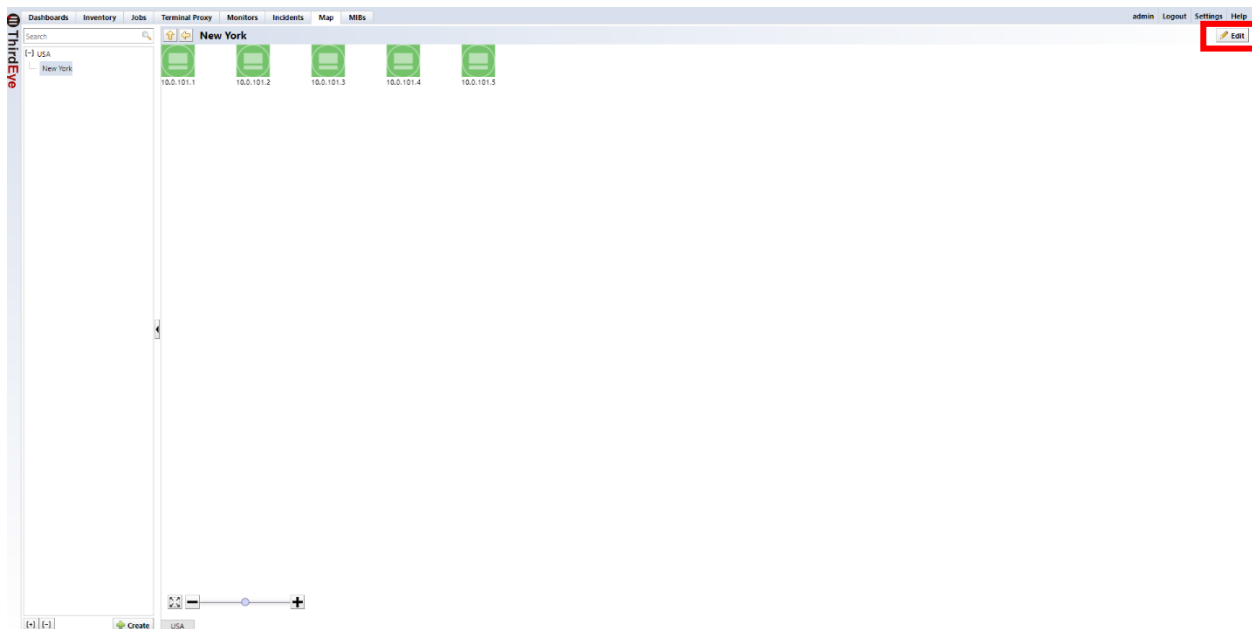 Dashboards Inventory Jobs Terminal Proxy Monitors Incidents Map MIBs admin Logout Settings Help
ThirdEye
Search
New York
Edit
[-] USA
New York
10.0.101.1 10.0.101.2 10.0.101.3 10.0.101.4 10.0.101.5
[+] [-] Create USA